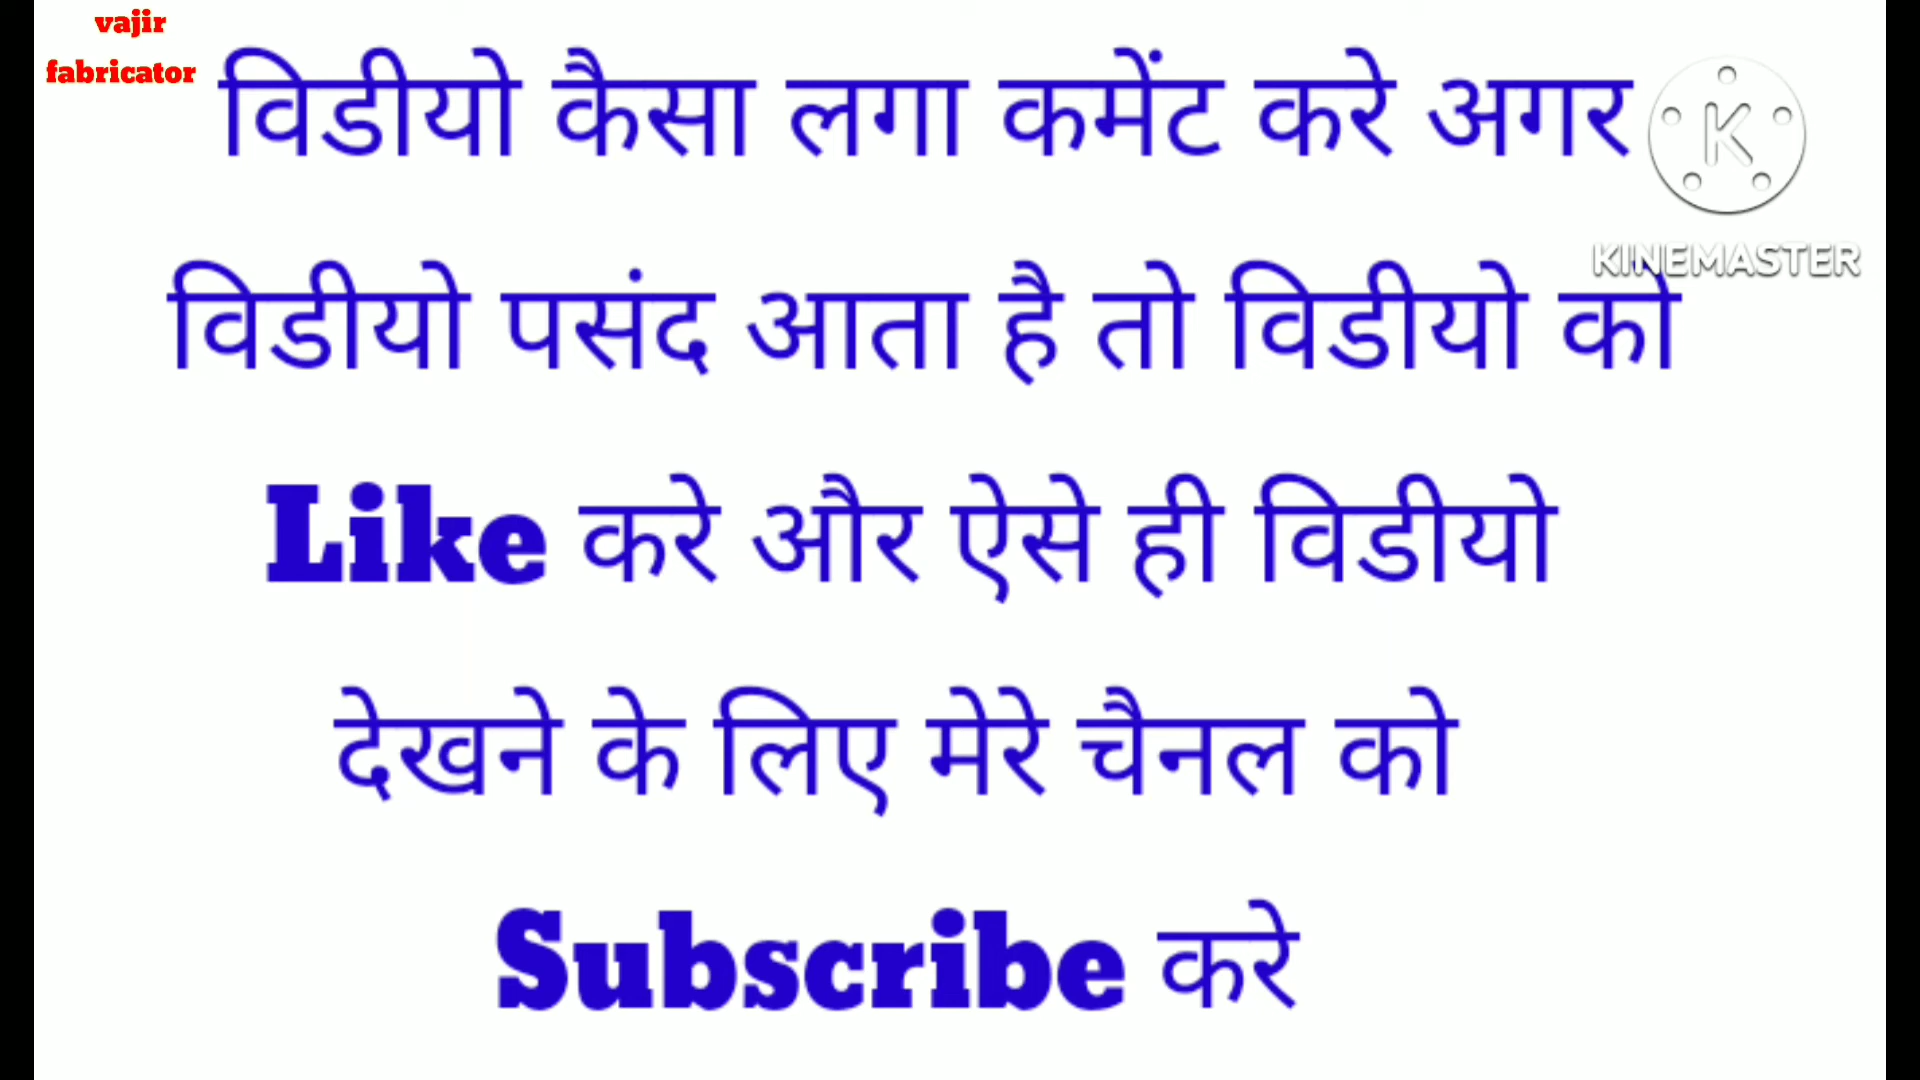 vajir
fabricator
विडीयो कैसा लगा कमेंट करे अगर
KINEMASTER
विडीयो पसंद आता है तो विडीयो को
Like करे और ऐसे ही विडीयो
देखने के लिए मेरे चैनल को
Subscribe करे